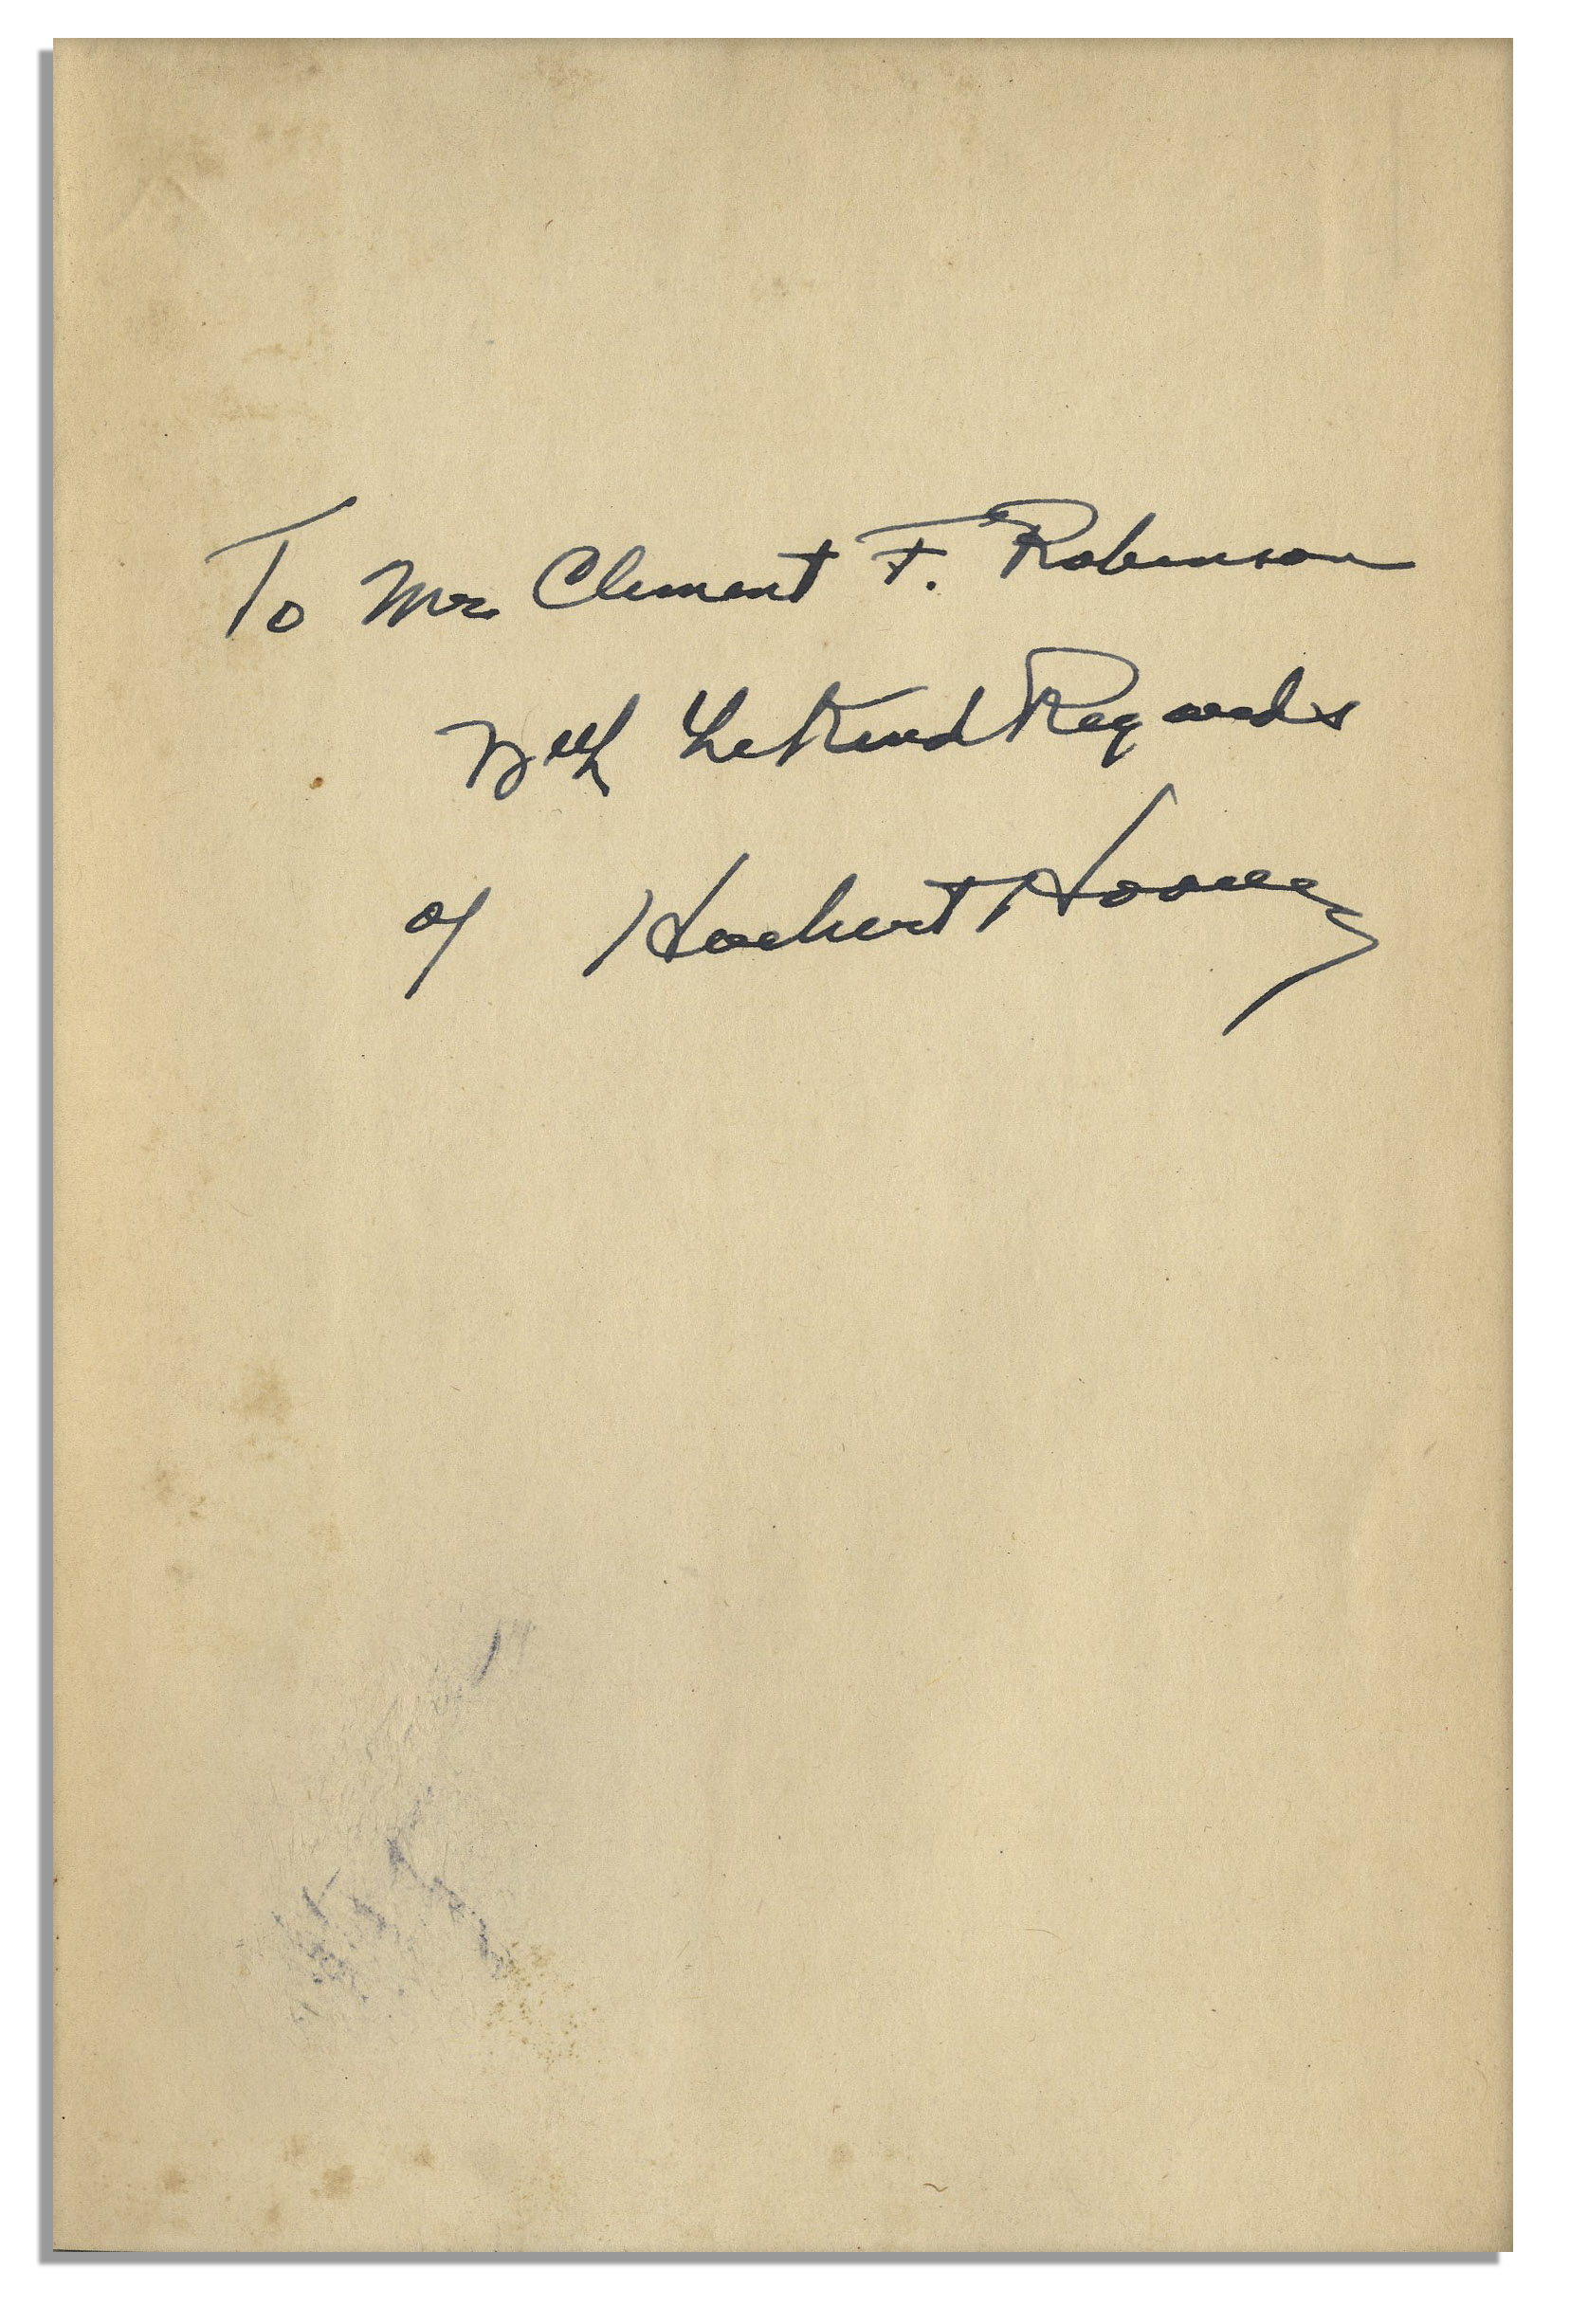 To Mr Clement F. Robinson
With the Kind Regards
of Herbert Hoover